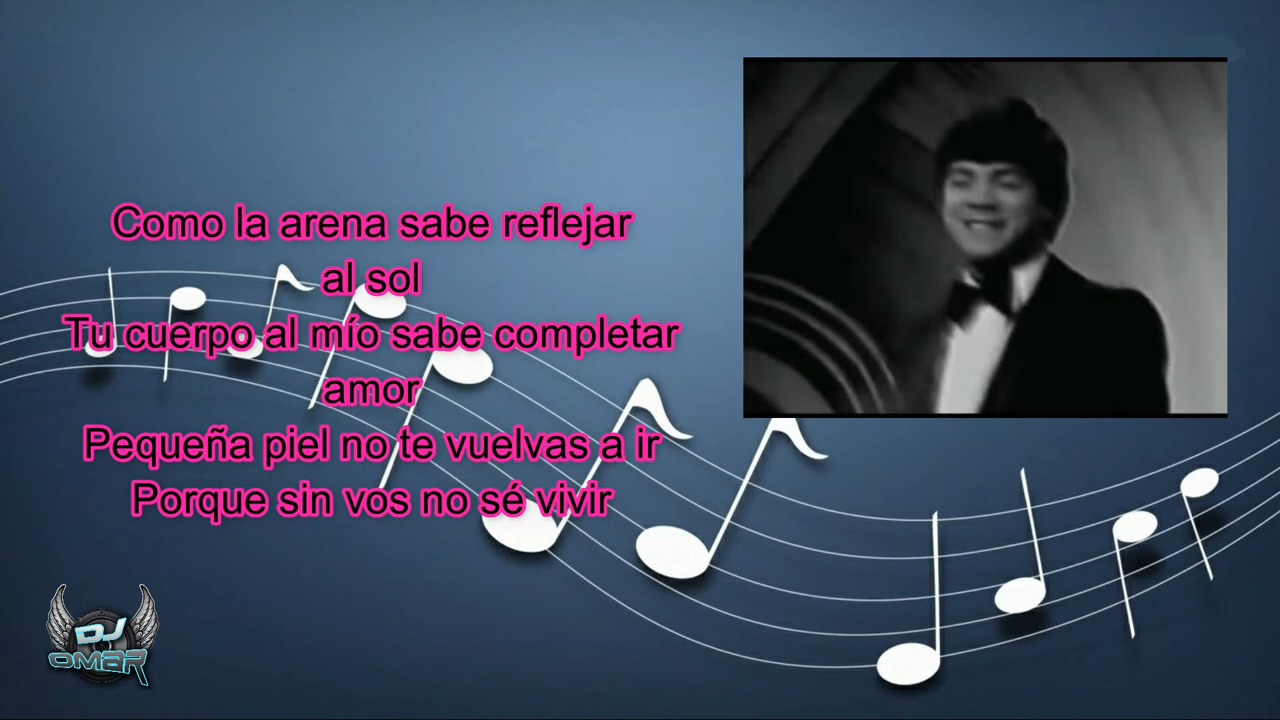 Como la arena sabe reflejar
al sol
Tu cuerpo al mío sabe completar
amor
Pequeña piel no te vuelvas a ir
Porque sin vos no sé vivir
DJ
OMAR